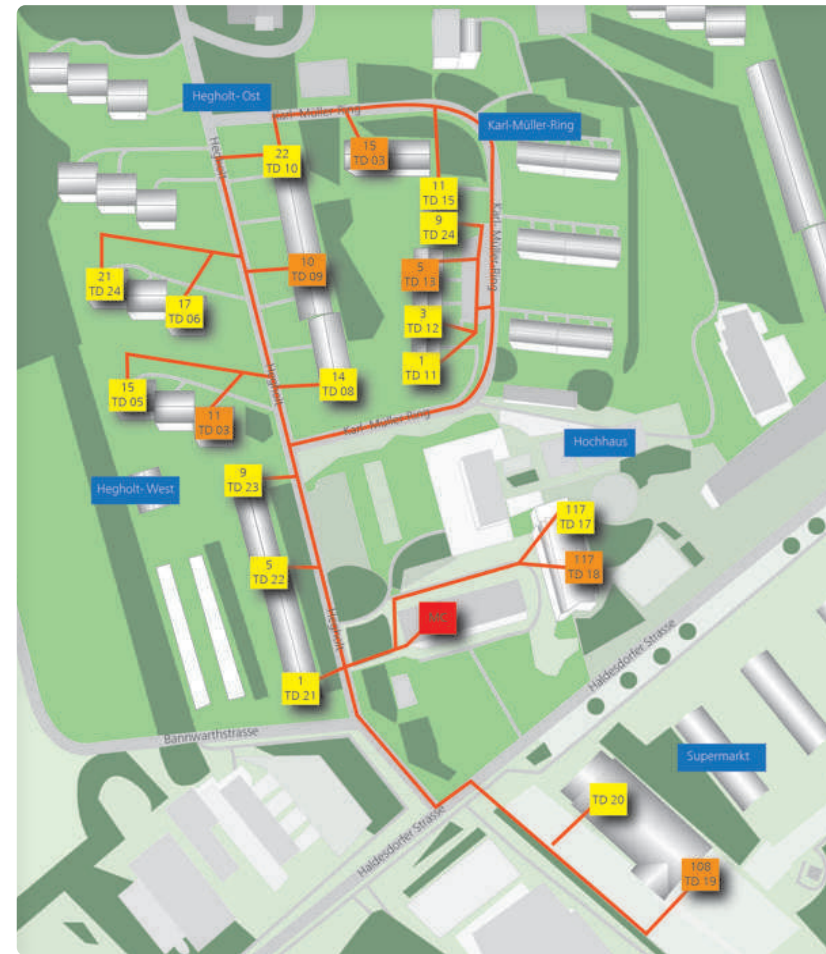 Hegholt- Ost
Karl-Müller-Ring
Karl-Müller-Ring
Hegholt
22
TD 10
15
TD 03
11
TD 15
9
TD 24
Karl-Müller-Ring
21
TD 24
17
TD 06
10
TD 09
5
TD 13
3
TD 12
1
TD 11
15
TD 05
11
TD 03
Hegholt
14
TD 08
Karl-Müller-Ring
Hochhaus
Hegholt- West
9
TD 23
117
TD 17
5
TD 22
117
TD 18
Hegholt
1
TD 21
Haldesdorfer Strasse
Bannwarthstrasse
Supermarkt
TD 20
Haldesdorfer Strasse
108
TD 19